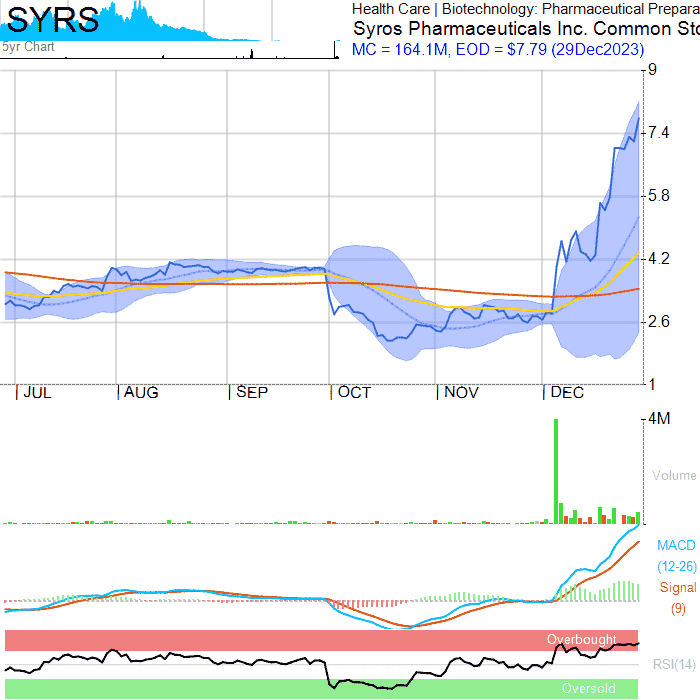 SYRS
5yr Chart
Health Care | Biotechnology: Pharmaceutical Prepara
Syros Pharmaceuticals Inc. Common Sto
MC = 164.1M, EOD = $7.79 (29Dec2023)
9
7.4
5.8
4.2
2.6
1
JUL AUG SEP OCT NOV DEC
4M
Volume
MACD
(12-26)
Signal
(9)
Overbought
RSI(14)
Oversold